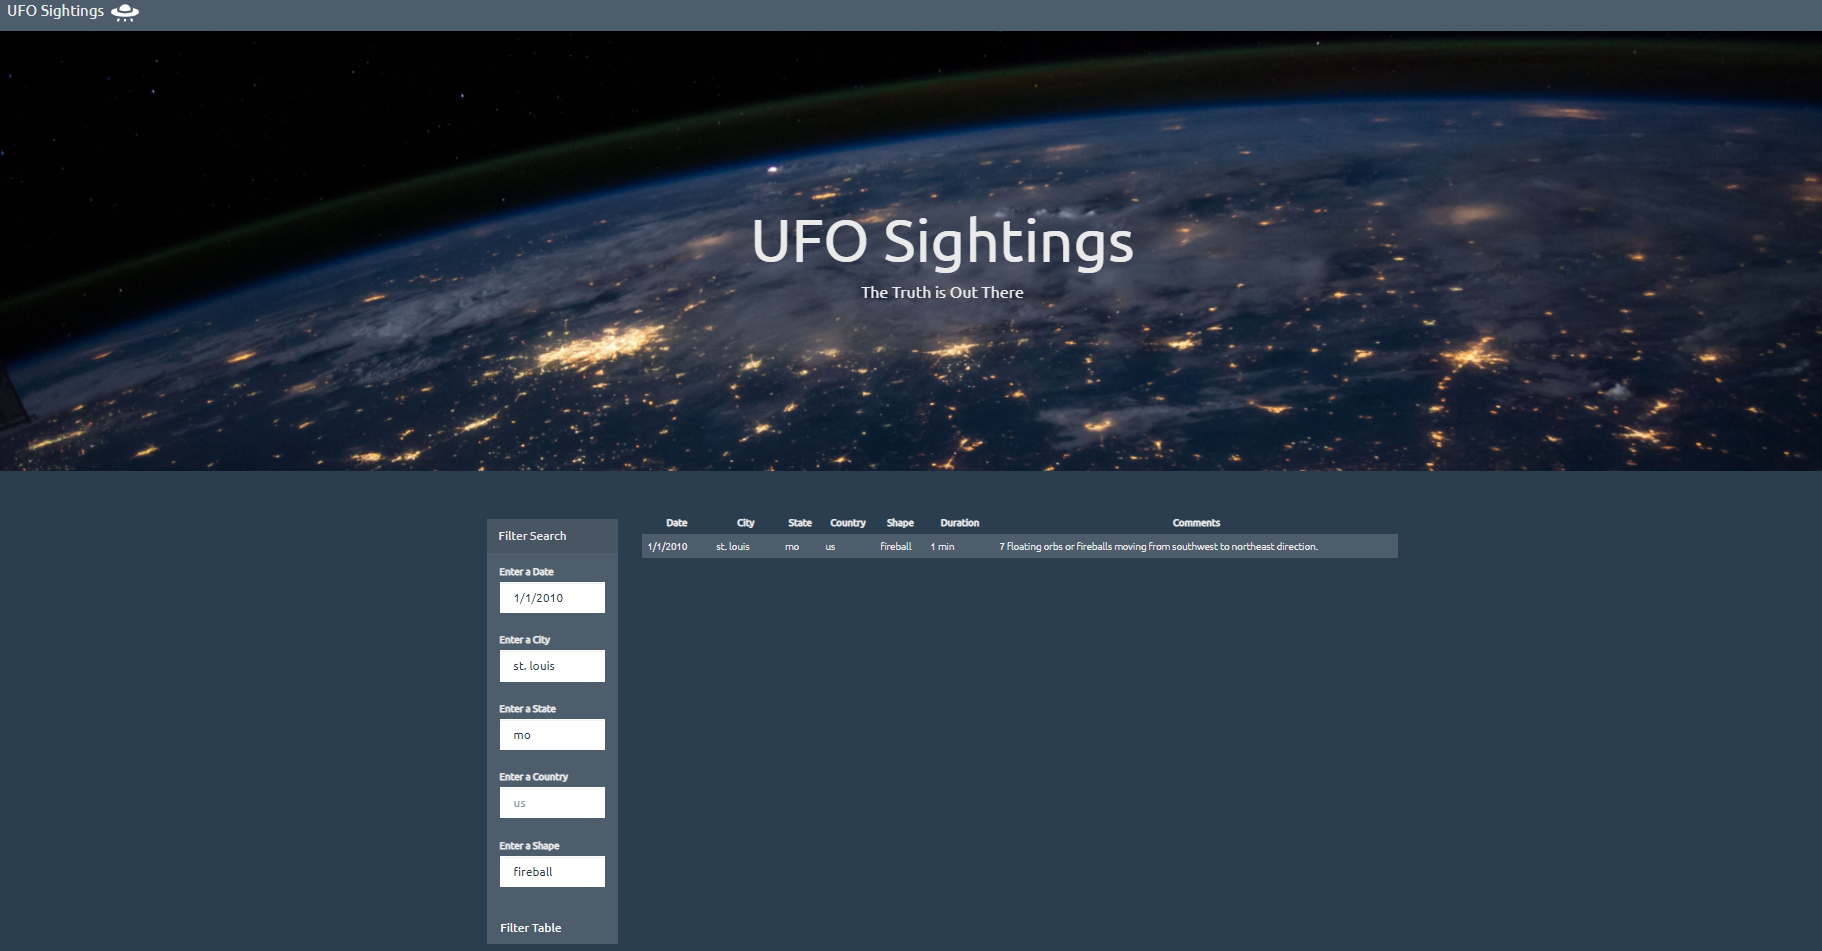 UFO Sightings
UFO Sightings
The Truth is Out There
Filter Search
Enter a Date
1/1/2010
Enter a City
st. louis
Enter a State
mo
Enter a Country
us
Enter a Shape
fireball
Filter Table
Date City State Country Shape Duration Comments
1/1/2010 st. louis mo us fireball 1 min 7 floating orbs or fireballs moving from southwest to northeast direction.